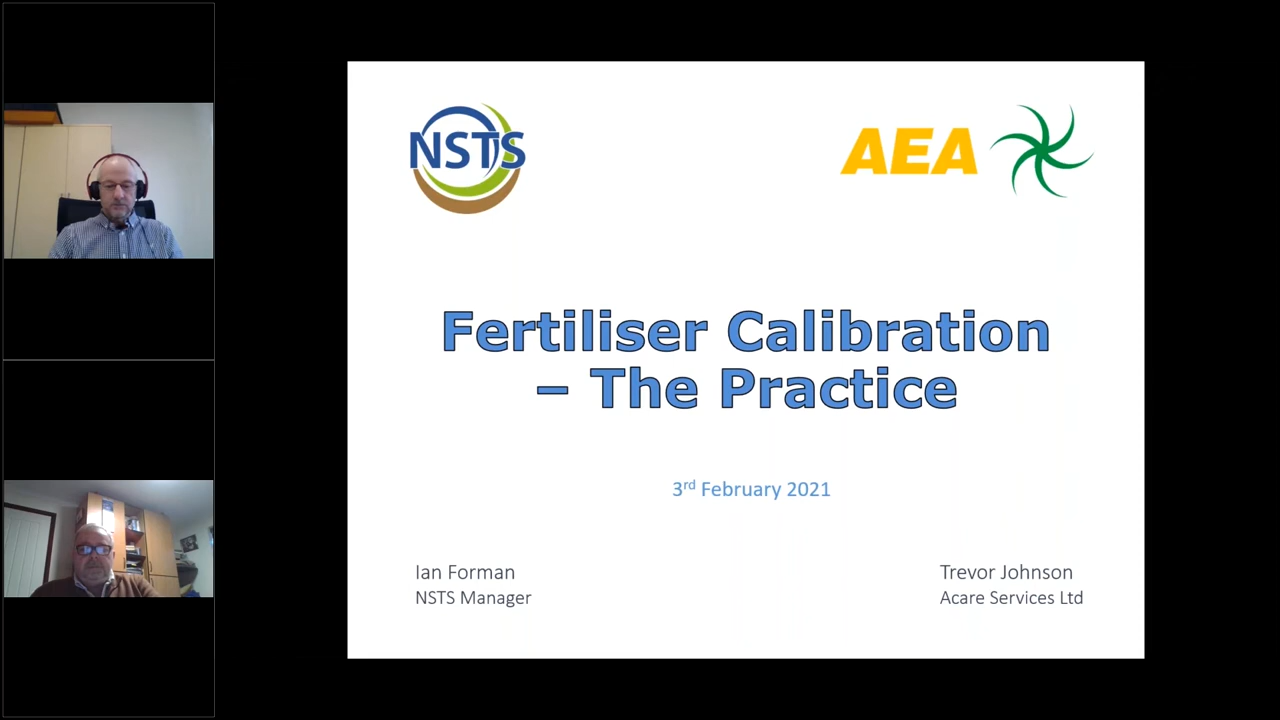 NSTS
AEA
Fertiliser Calibration
– The Practice
3rd February 2021
Ian Forman
NSTS Manager
Trevor Johnson
Acare Services Ltd